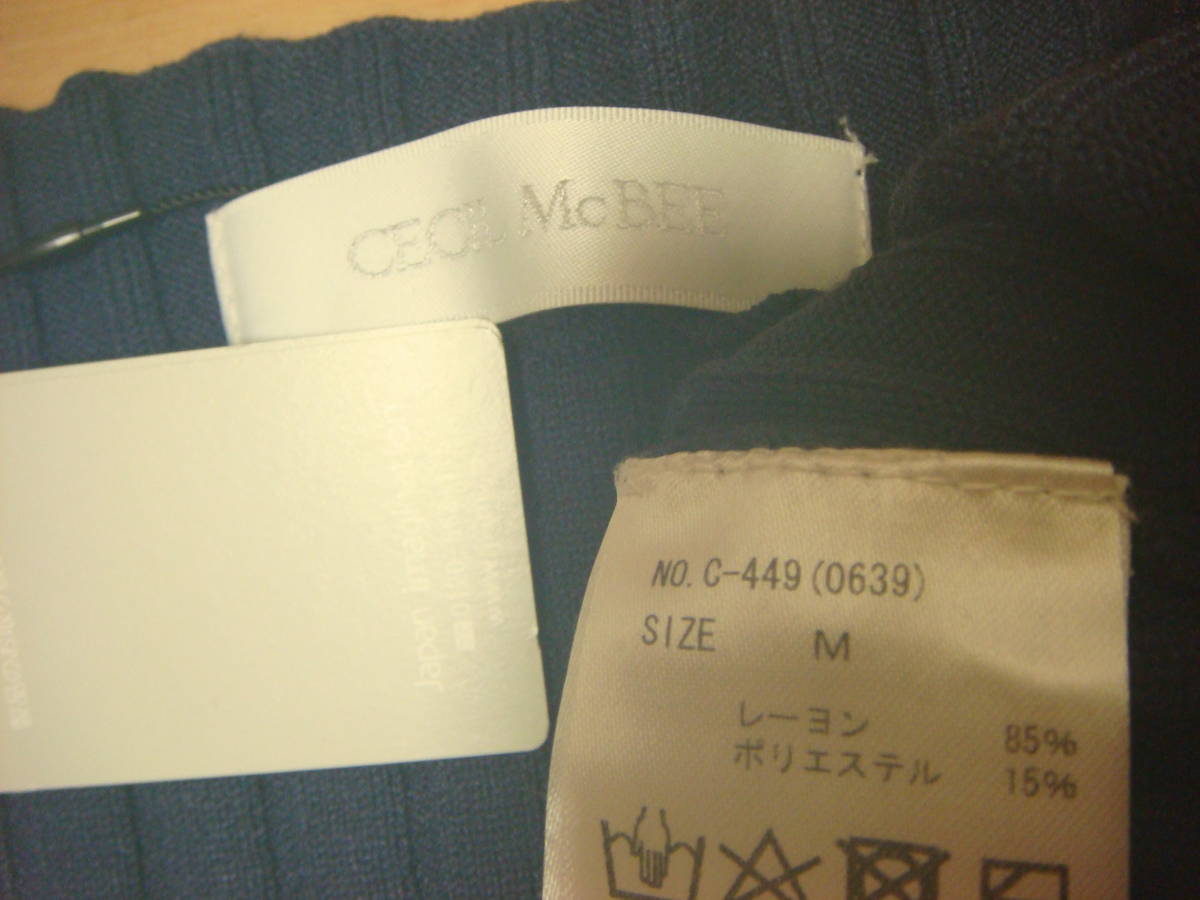 CECIL McBEE
NO. C-449 (0639)
SIZE M
レーヨン 85%
ポリエステル 15%